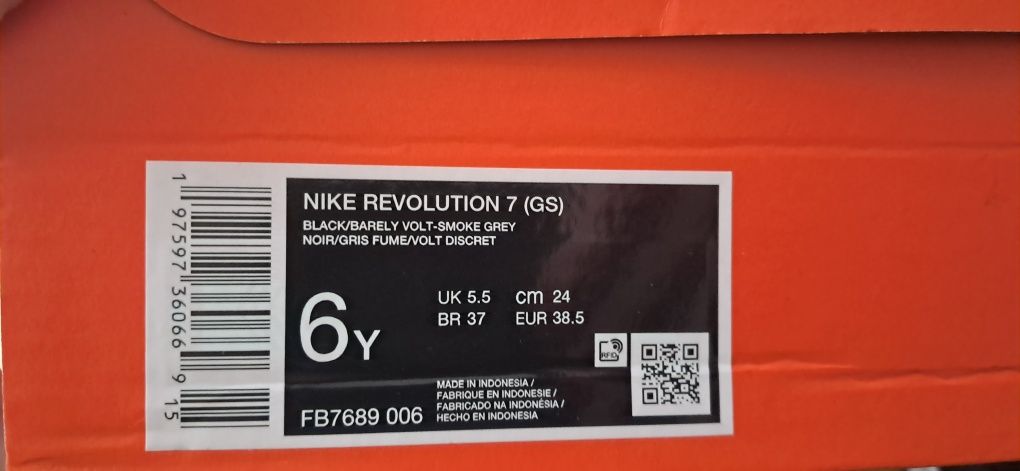 NIKE REVOLUTION 7 (GS)
BLACK/BARELY VOLT-SMOKE GREY
NOIR/GRIS FUME/VOLT DISCRET
6Y
UK 5.5 cm 24
BR 37 EUR 38.5
RFID
MADE IN INDONESIA /
FABRIQUE EN INDONESIE /
FABRICADO NA INDONÉSIA /
HECHO EN INDONESIA
FB7689 006
1 97597 36066 9 15